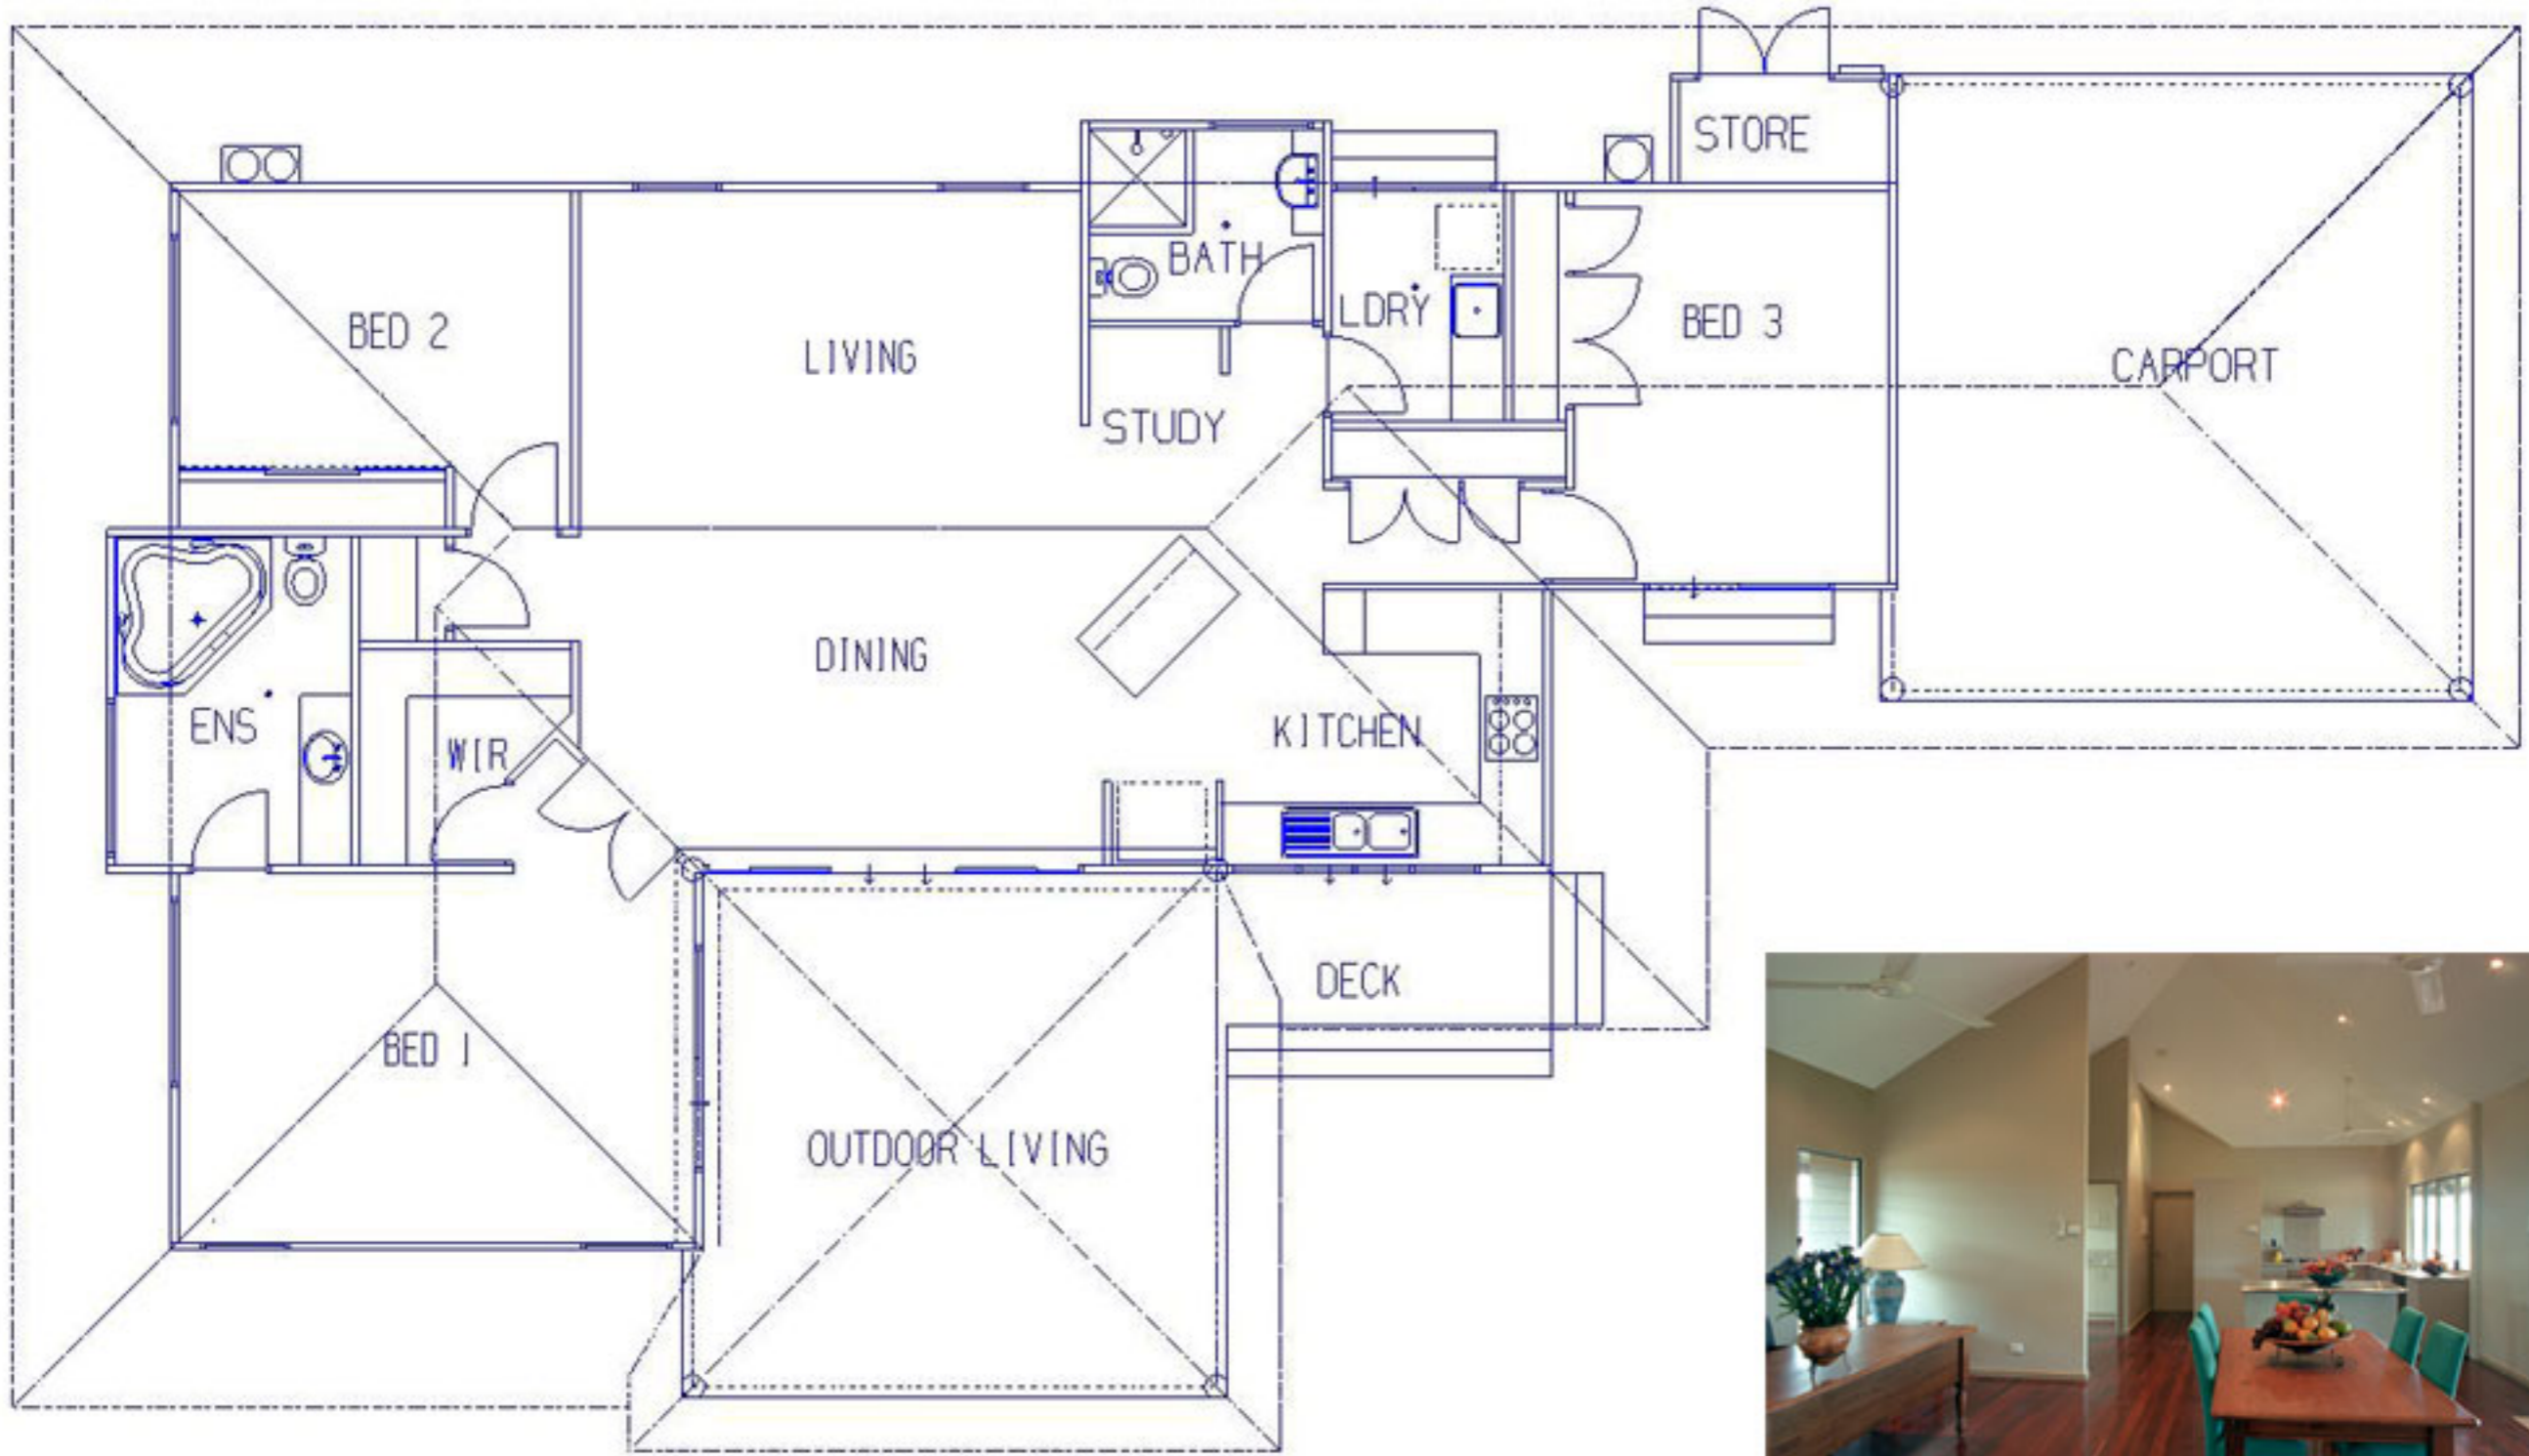 STORE
BATH
LDRY
BED 2
LIVING
BED 3
CARPORT
STUDY
DINING
ENS
WIR
KITCHEN
DECK
BED 1
OUTDOOR LIVING